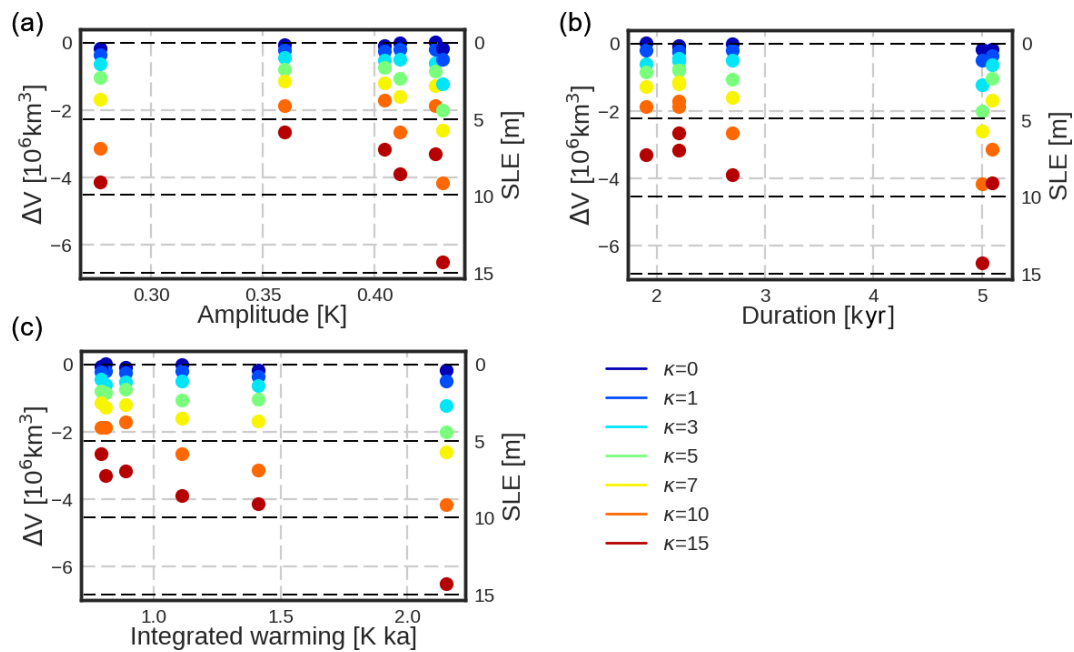 (a)
0
−2
−4
−6
ΔV [10⁶km³]
0
5
10
15
SLE [m]
0.30
0.35
0.40
Amplitude [K]
(b)
0
−2
−4
−6
ΔV [10⁶km³]
0
5
10
15
SLE [m]
2
3
4
5
Duration [kyr]
(c)
0
−2
−4
−6
ΔV [10⁶km³]
0
5
10
15
SLE [m]
1.0
1.5
2.0
Integrated warming [K ka]
κ=0
κ=1
κ=3
κ=5
κ=7
κ=10
κ=15